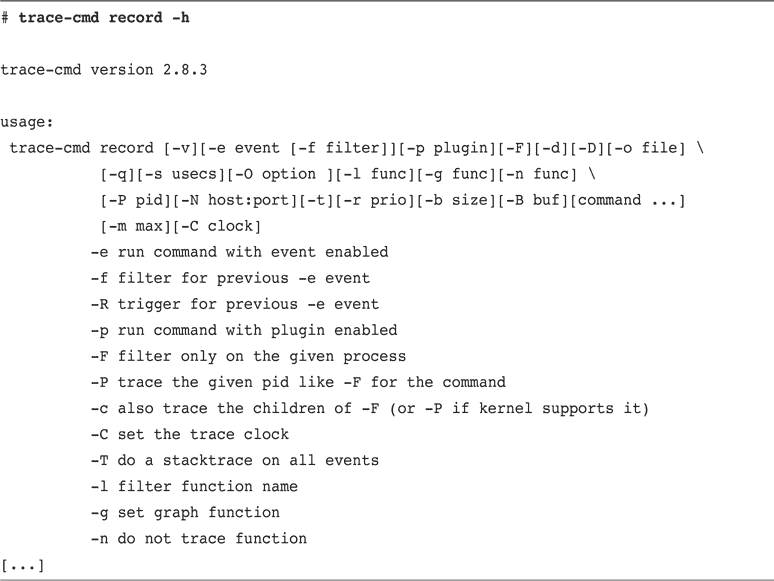 # trace-cmd record -h
trace-cmd version 2.8.3
usage:
trace-cmd record [-v][-e event [-f filter]][-p plugin][-F][-d][-D][-o file] \
[-q][-s usecs][-O option ][-l func][-g func][-n func] \
[-P pid][-N host:port][-t][-r prio][-b size][-B buf][command ...]
[-m max][-C clock]
-e run command with event enabled
-f filter for previous -e event
-R trigger for previous -e event
-p run command with plugin enabled
-F filter only on the given process
-P trace the given pid like -F for the command
-c also trace the children of -F (or -P if kernel supports it)
-C set the trace clock
-T do a stacktrace on all events
-l filter function name
-g set graph function
-n do not trace function
[...]